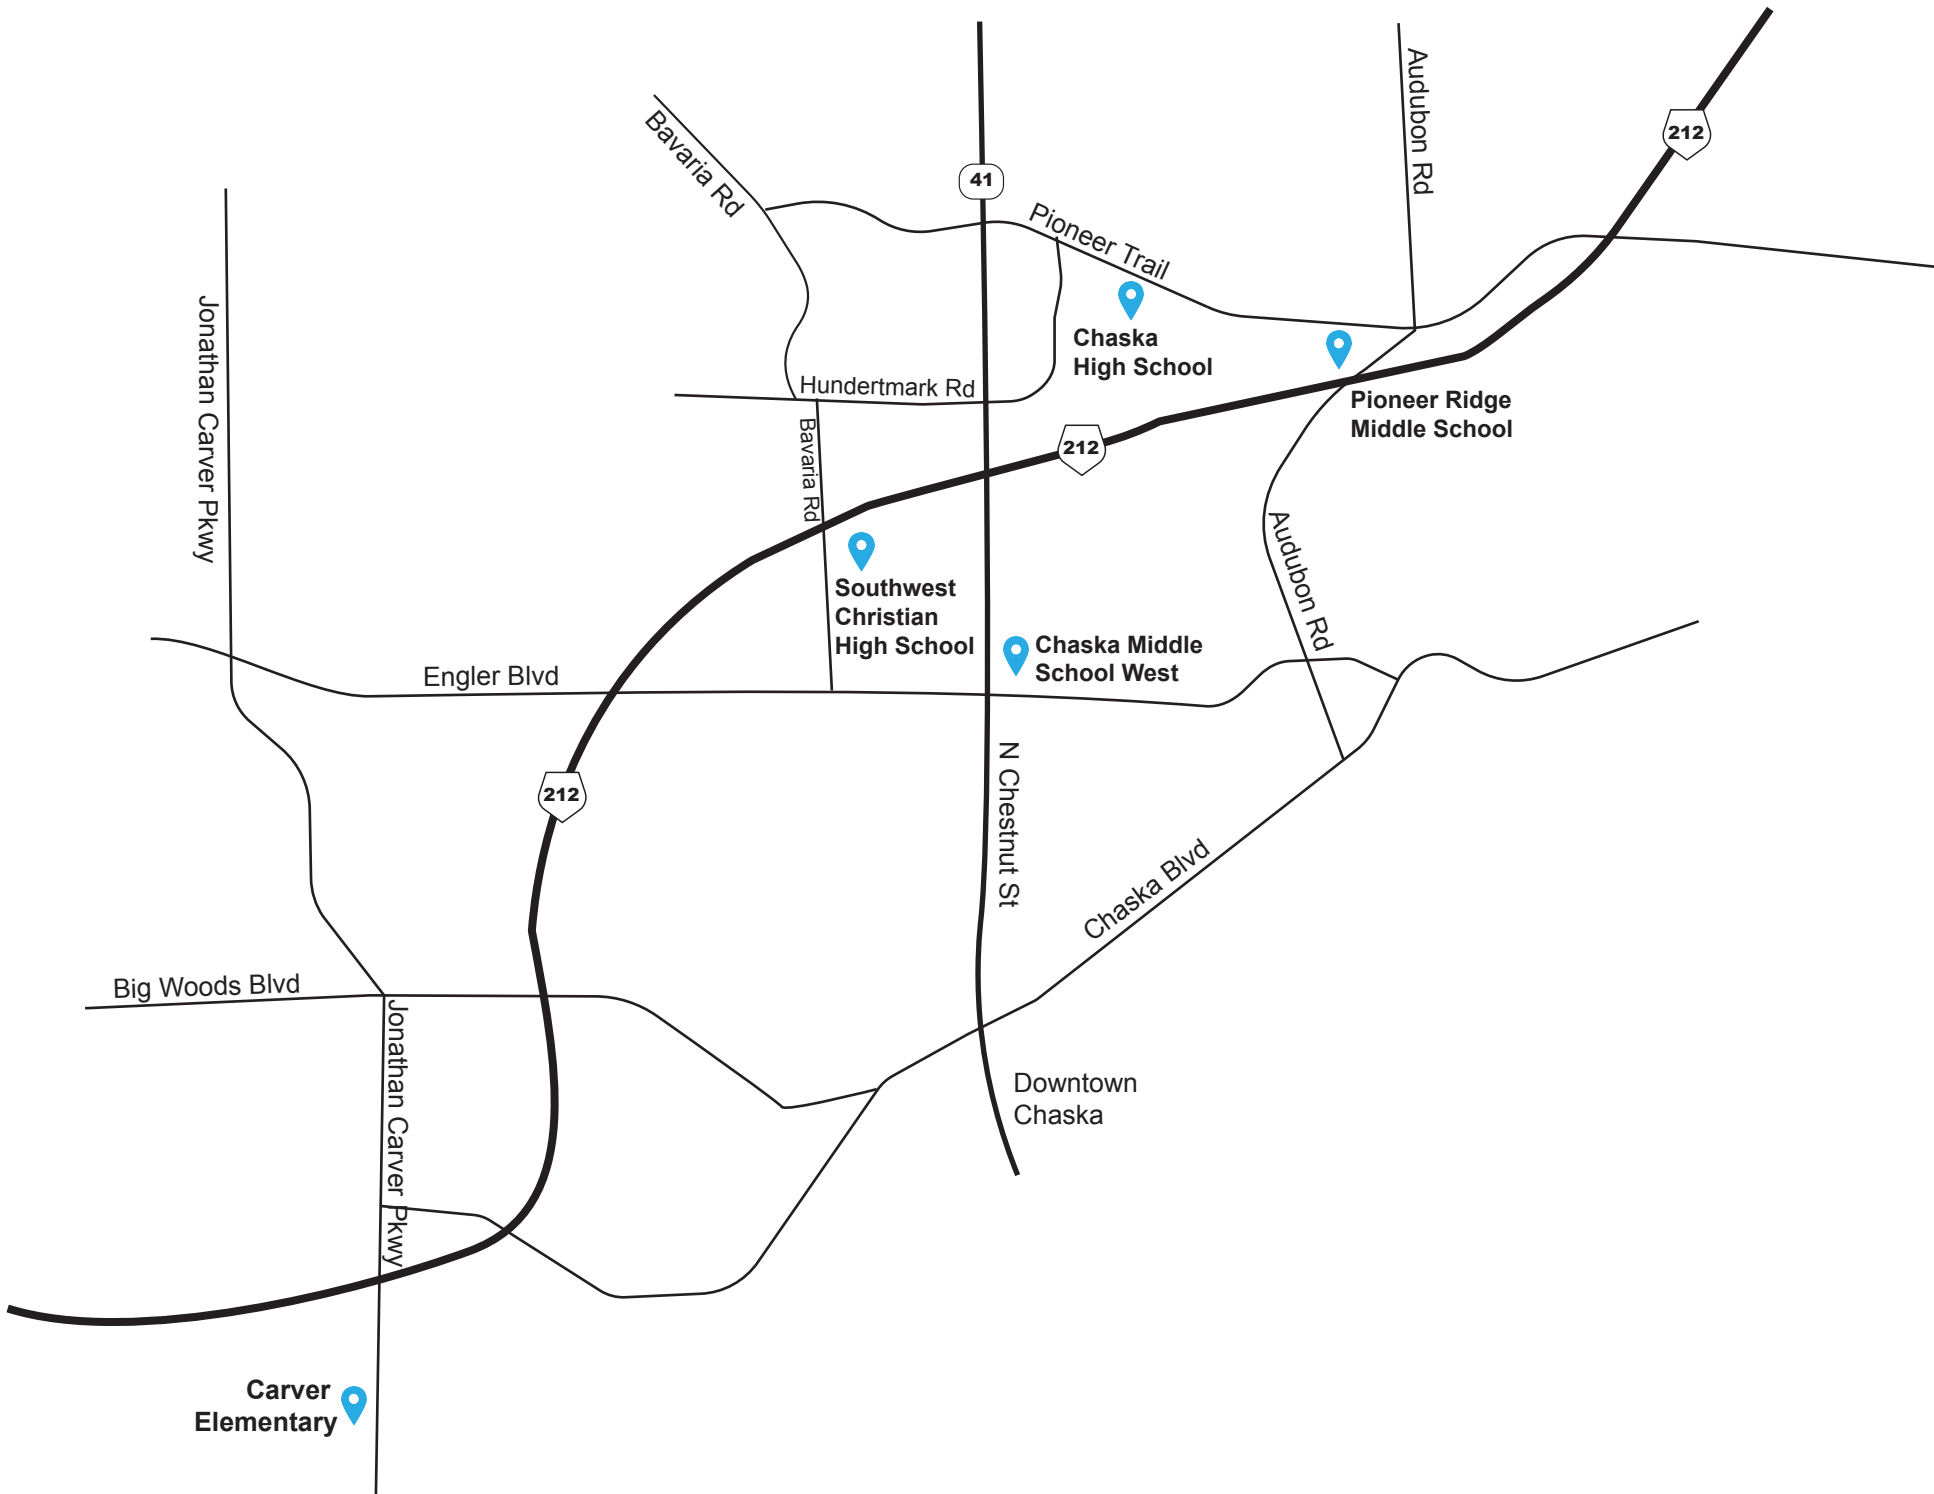 Audubon Rd
212
Bavaria Rd
41
Pioneer Trail
Jonathan Carver Pkwy
Chaska
High School
Hundertmark Rd
Pioneer Ridge
Middle School
Bavaria Rd
212
Southwest
Christian
High School
Audubon Rd
Chaska Middle
School West
Engler Blvd
212
N Chestnut St
Chaska Blvd
Big Woods Blvd
Jonathan Carver Pkwy
Downtown
Chaska
Carver
Elementary